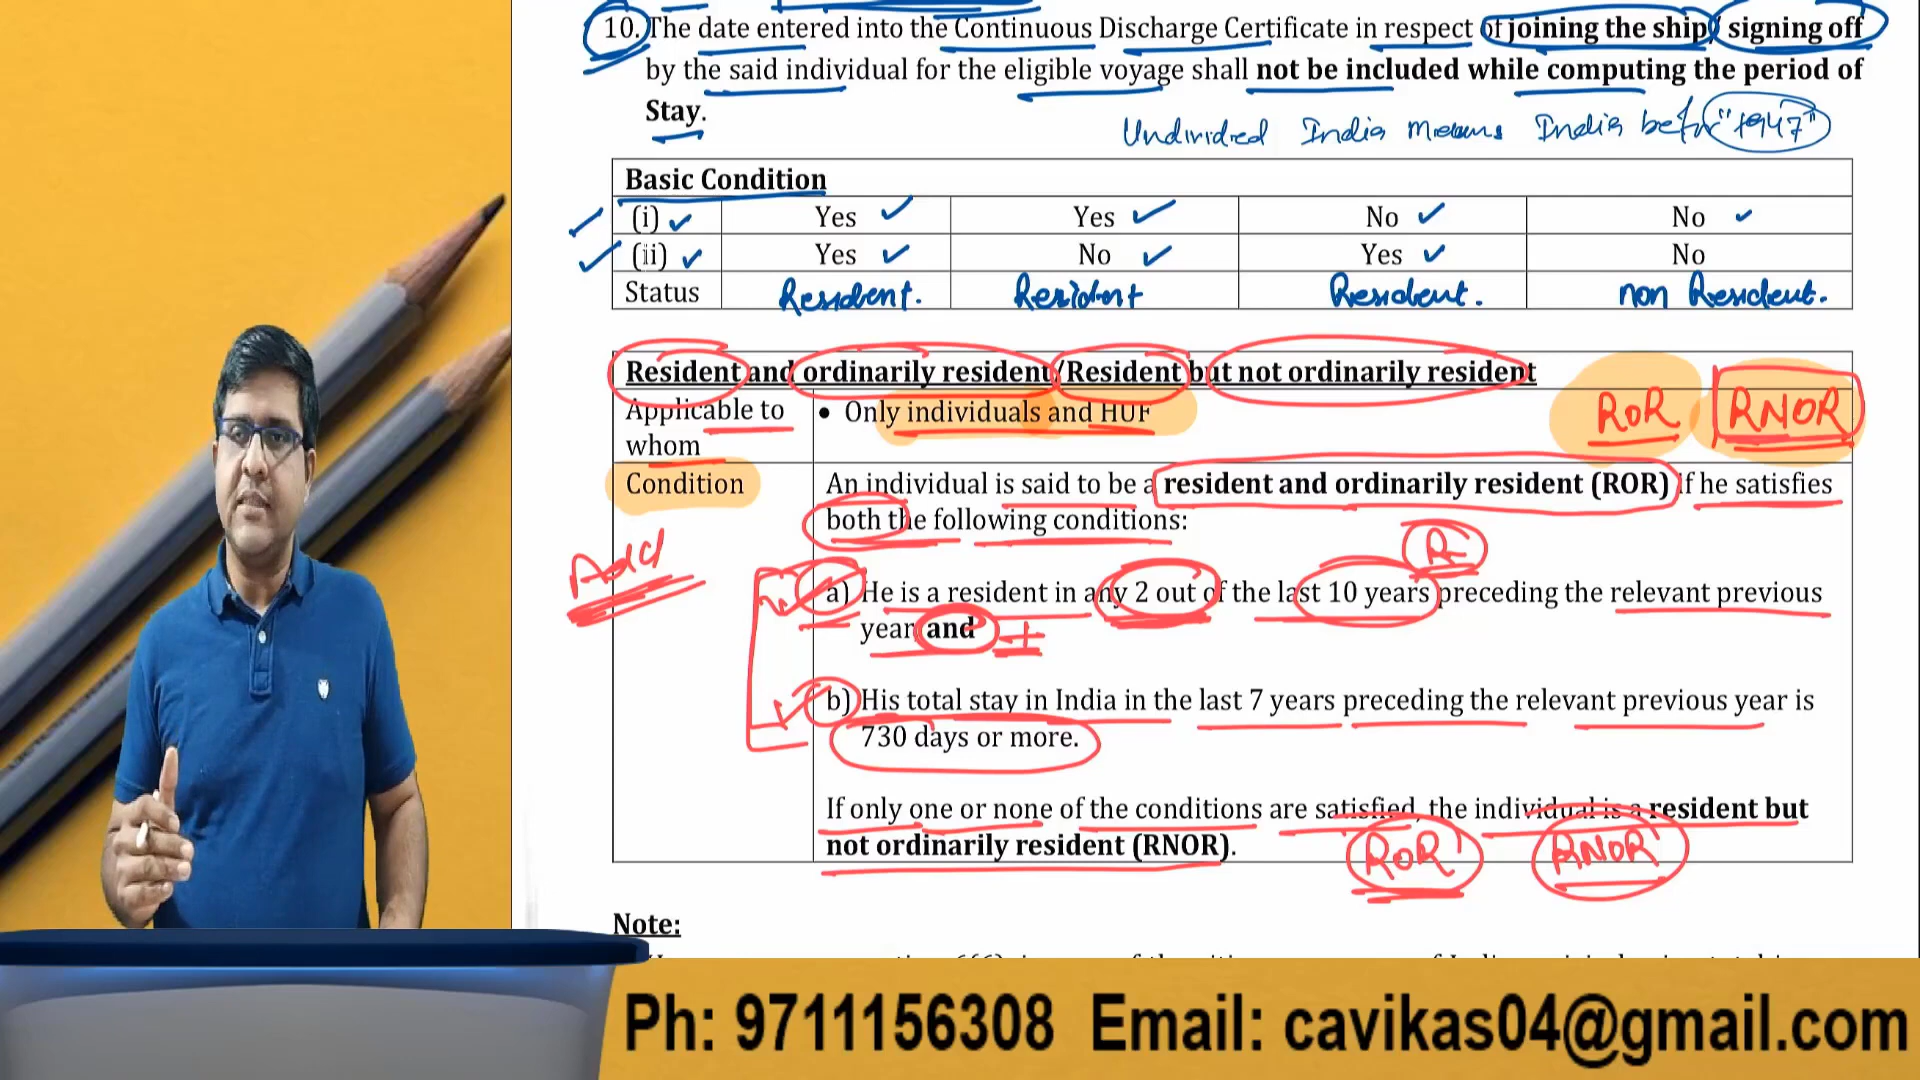 10. The date entered into the Continuous Discharge Certificate in respect of joining the ship/ signing off
by the said individual for the eligible voyage shall not be included while computing the period of
Stay.
Undivided India means India before "1947"
Basic Condition
(i) Yes Yes No No
(ii) Yes No Yes No
Status Resident. Resident Resident. non Resident.
Resident and ordinarily resident /Resident but not ordinarily resident
Applicable to whom
• Only individuals and HUF
ROR RNOR
Condition
An individual is said to be a resident and ordinarily resident (ROR) if he satisfies
both the following conditions:
R
Add
a) He is a resident in any 2 out of the last 10 years preceding the relevant previous
year and +
b) His total stay in India in the last 7 years preceding the relevant previous year is
730 days or more.
If only one or none of the conditions are satisfied, the individual is a resident but
not ordinarily resident (RNOR).
ROR RNOR
Note:
Ph: 9711156308 Email: cavikas04@gmail.com